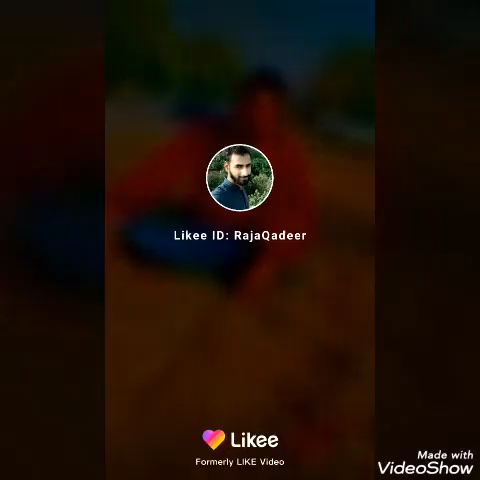 Likee ID: RajaQadeer
Likee
Formerly LIKE Video
Made with
VideoShow